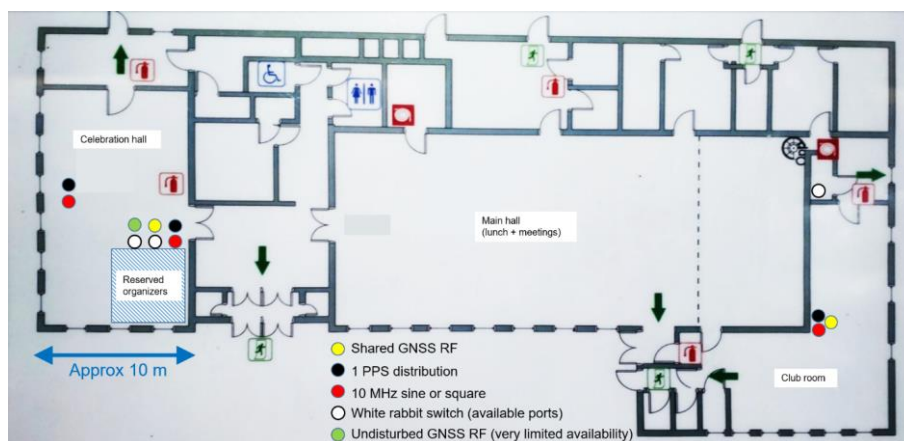 Celebration hall
Main hall
(lunch + meetings)
Reserved
organizers
Club room
Approx 10 m
Shared GNSS RF
1 PPS distribution
10 MHz sine or square
White rabbit switch (available ports)
Undisturbed GNSS RF (very limited availability)